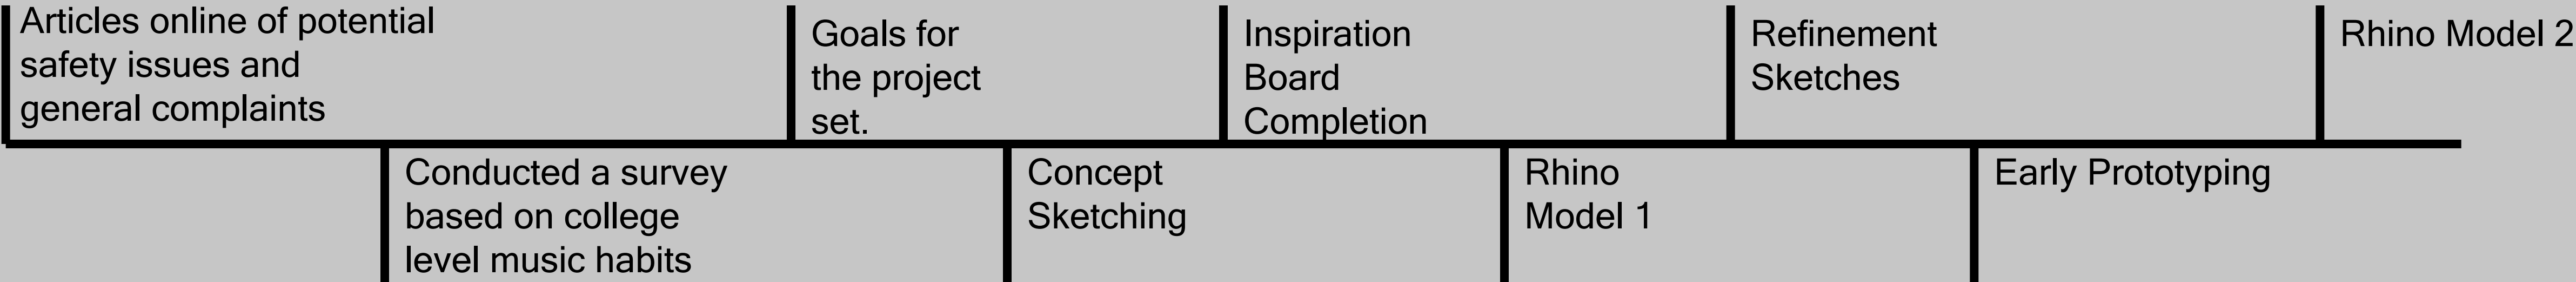 Articles online of potential
safety issues and
general complaints
Goals for
the project
set.
Inspiration
Board
Completion
Refinement
Sketches
Rhino Model 2
Conducted a survey
based on college
level music habits
Concept
Sketching
Rhino
Model 1
Early Prototyping